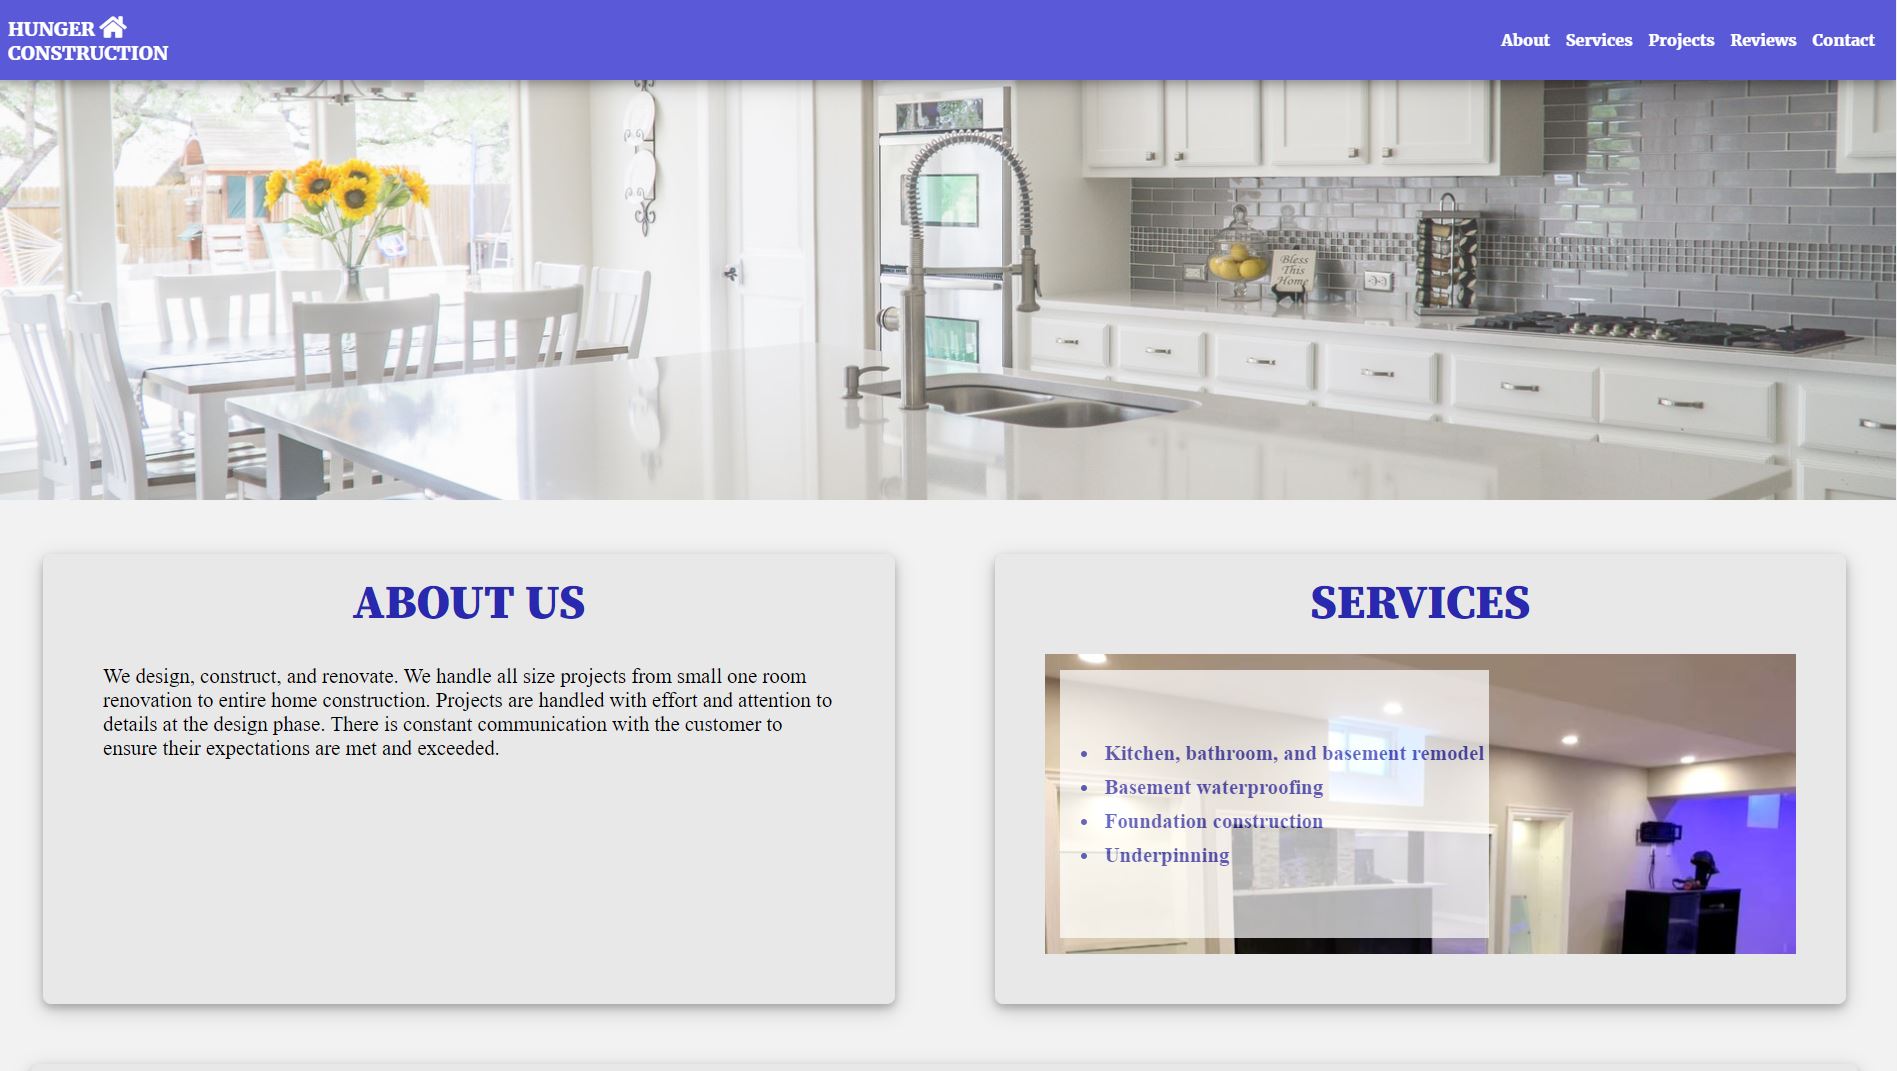 HUNGER
CONSTRUCTION
About Services Projects Reviews Contact
Bless
This
Home
ABOUT US
We design, construct, and renovate. We handle all size projects from small one room
renovation to entire home construction. Projects are handled with effort and attention to
details at the design phase. There is constant communication with the customer to
ensure their expectations are met and exceeded.
SERVICES
• Kitchen, bathroom, and basement remodel
• Basement waterproofing
• Foundation construction
• Underpinning